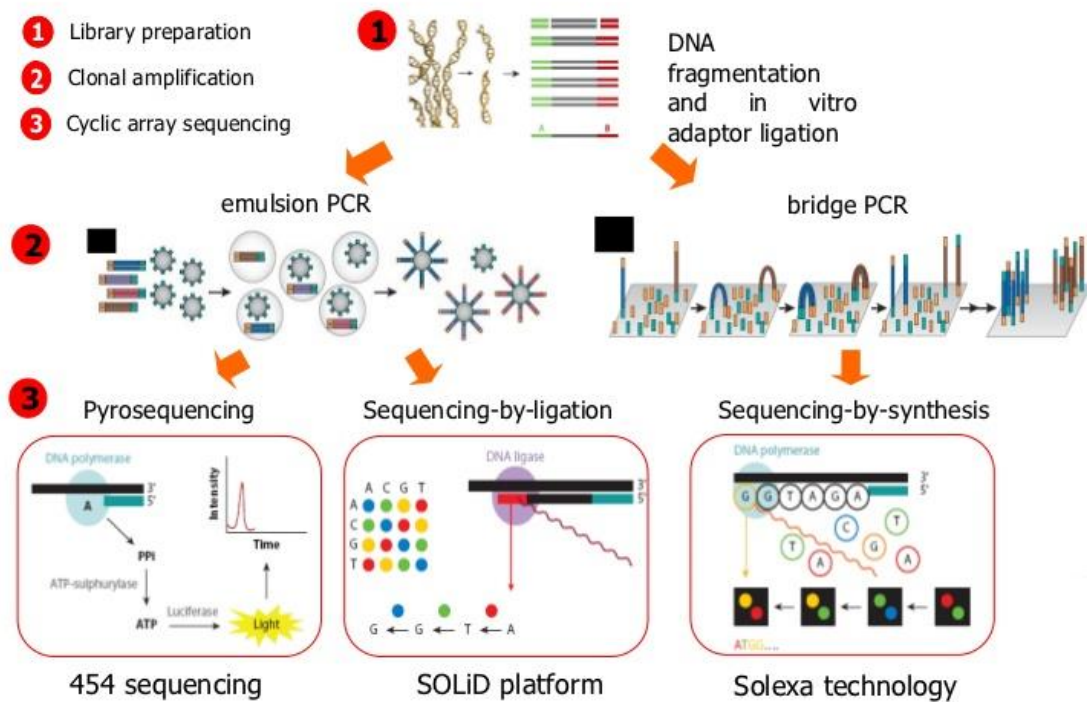 1 Library preparation
2 Clonal amplification
3 Cyclic array sequencing
1
DNA
fragmentation
and in vitro
adaptor ligation
A B
emulsion PCR
bridge PCR
2
3
Pyrosequencing
DNA polymerase
3'
5'
A
PPi
ATP-sulphurylase
ATP
Luciferase
Light
Intensity
Time
454 sequencing
Sequencing-by-ligation
DNA ligase
3'
5'
A C G T
A
C
G
T
G G T A
SOLiD platform
Sequencing-by-synthesis
DNA polymerase
3'
5'
G G T A G A
C T
T A G A
ATGG....
Solexa technology